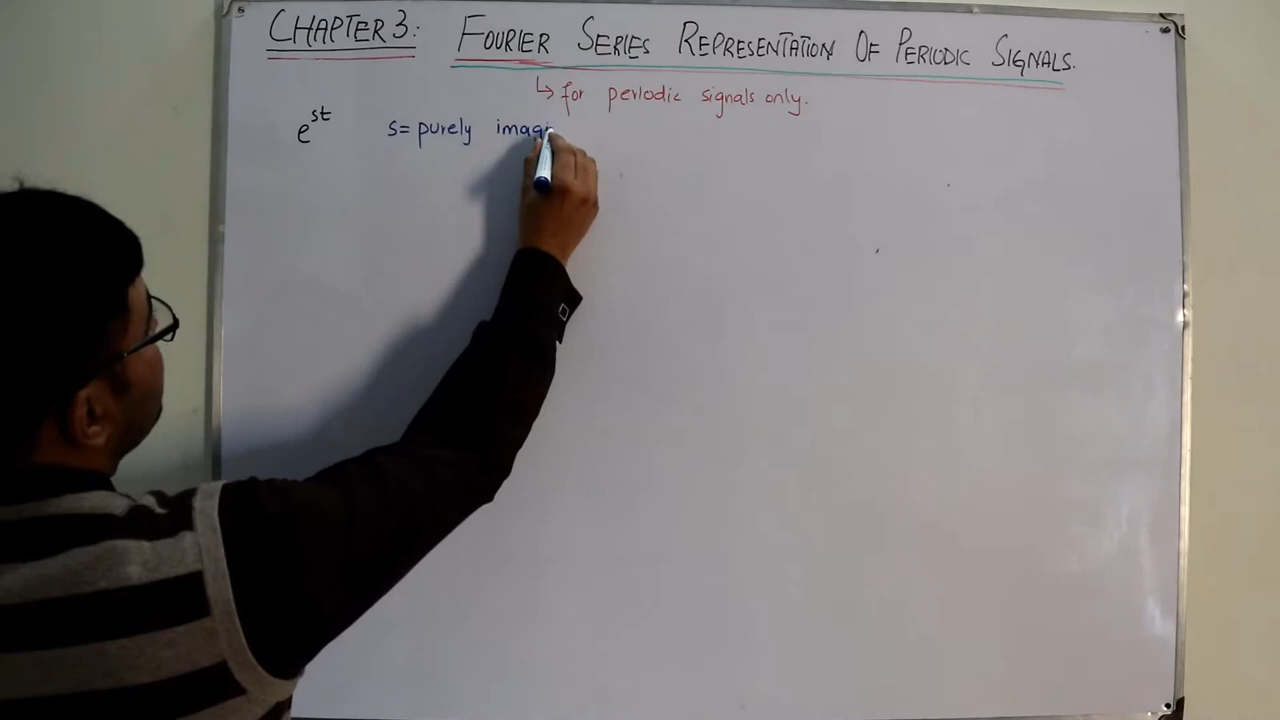 CHAPTER 3: FOURIER SERIES REPRESENTATION OF PERIODIC SIGNALS.
↳ for periodic signals only.
e^st s= purely imagi